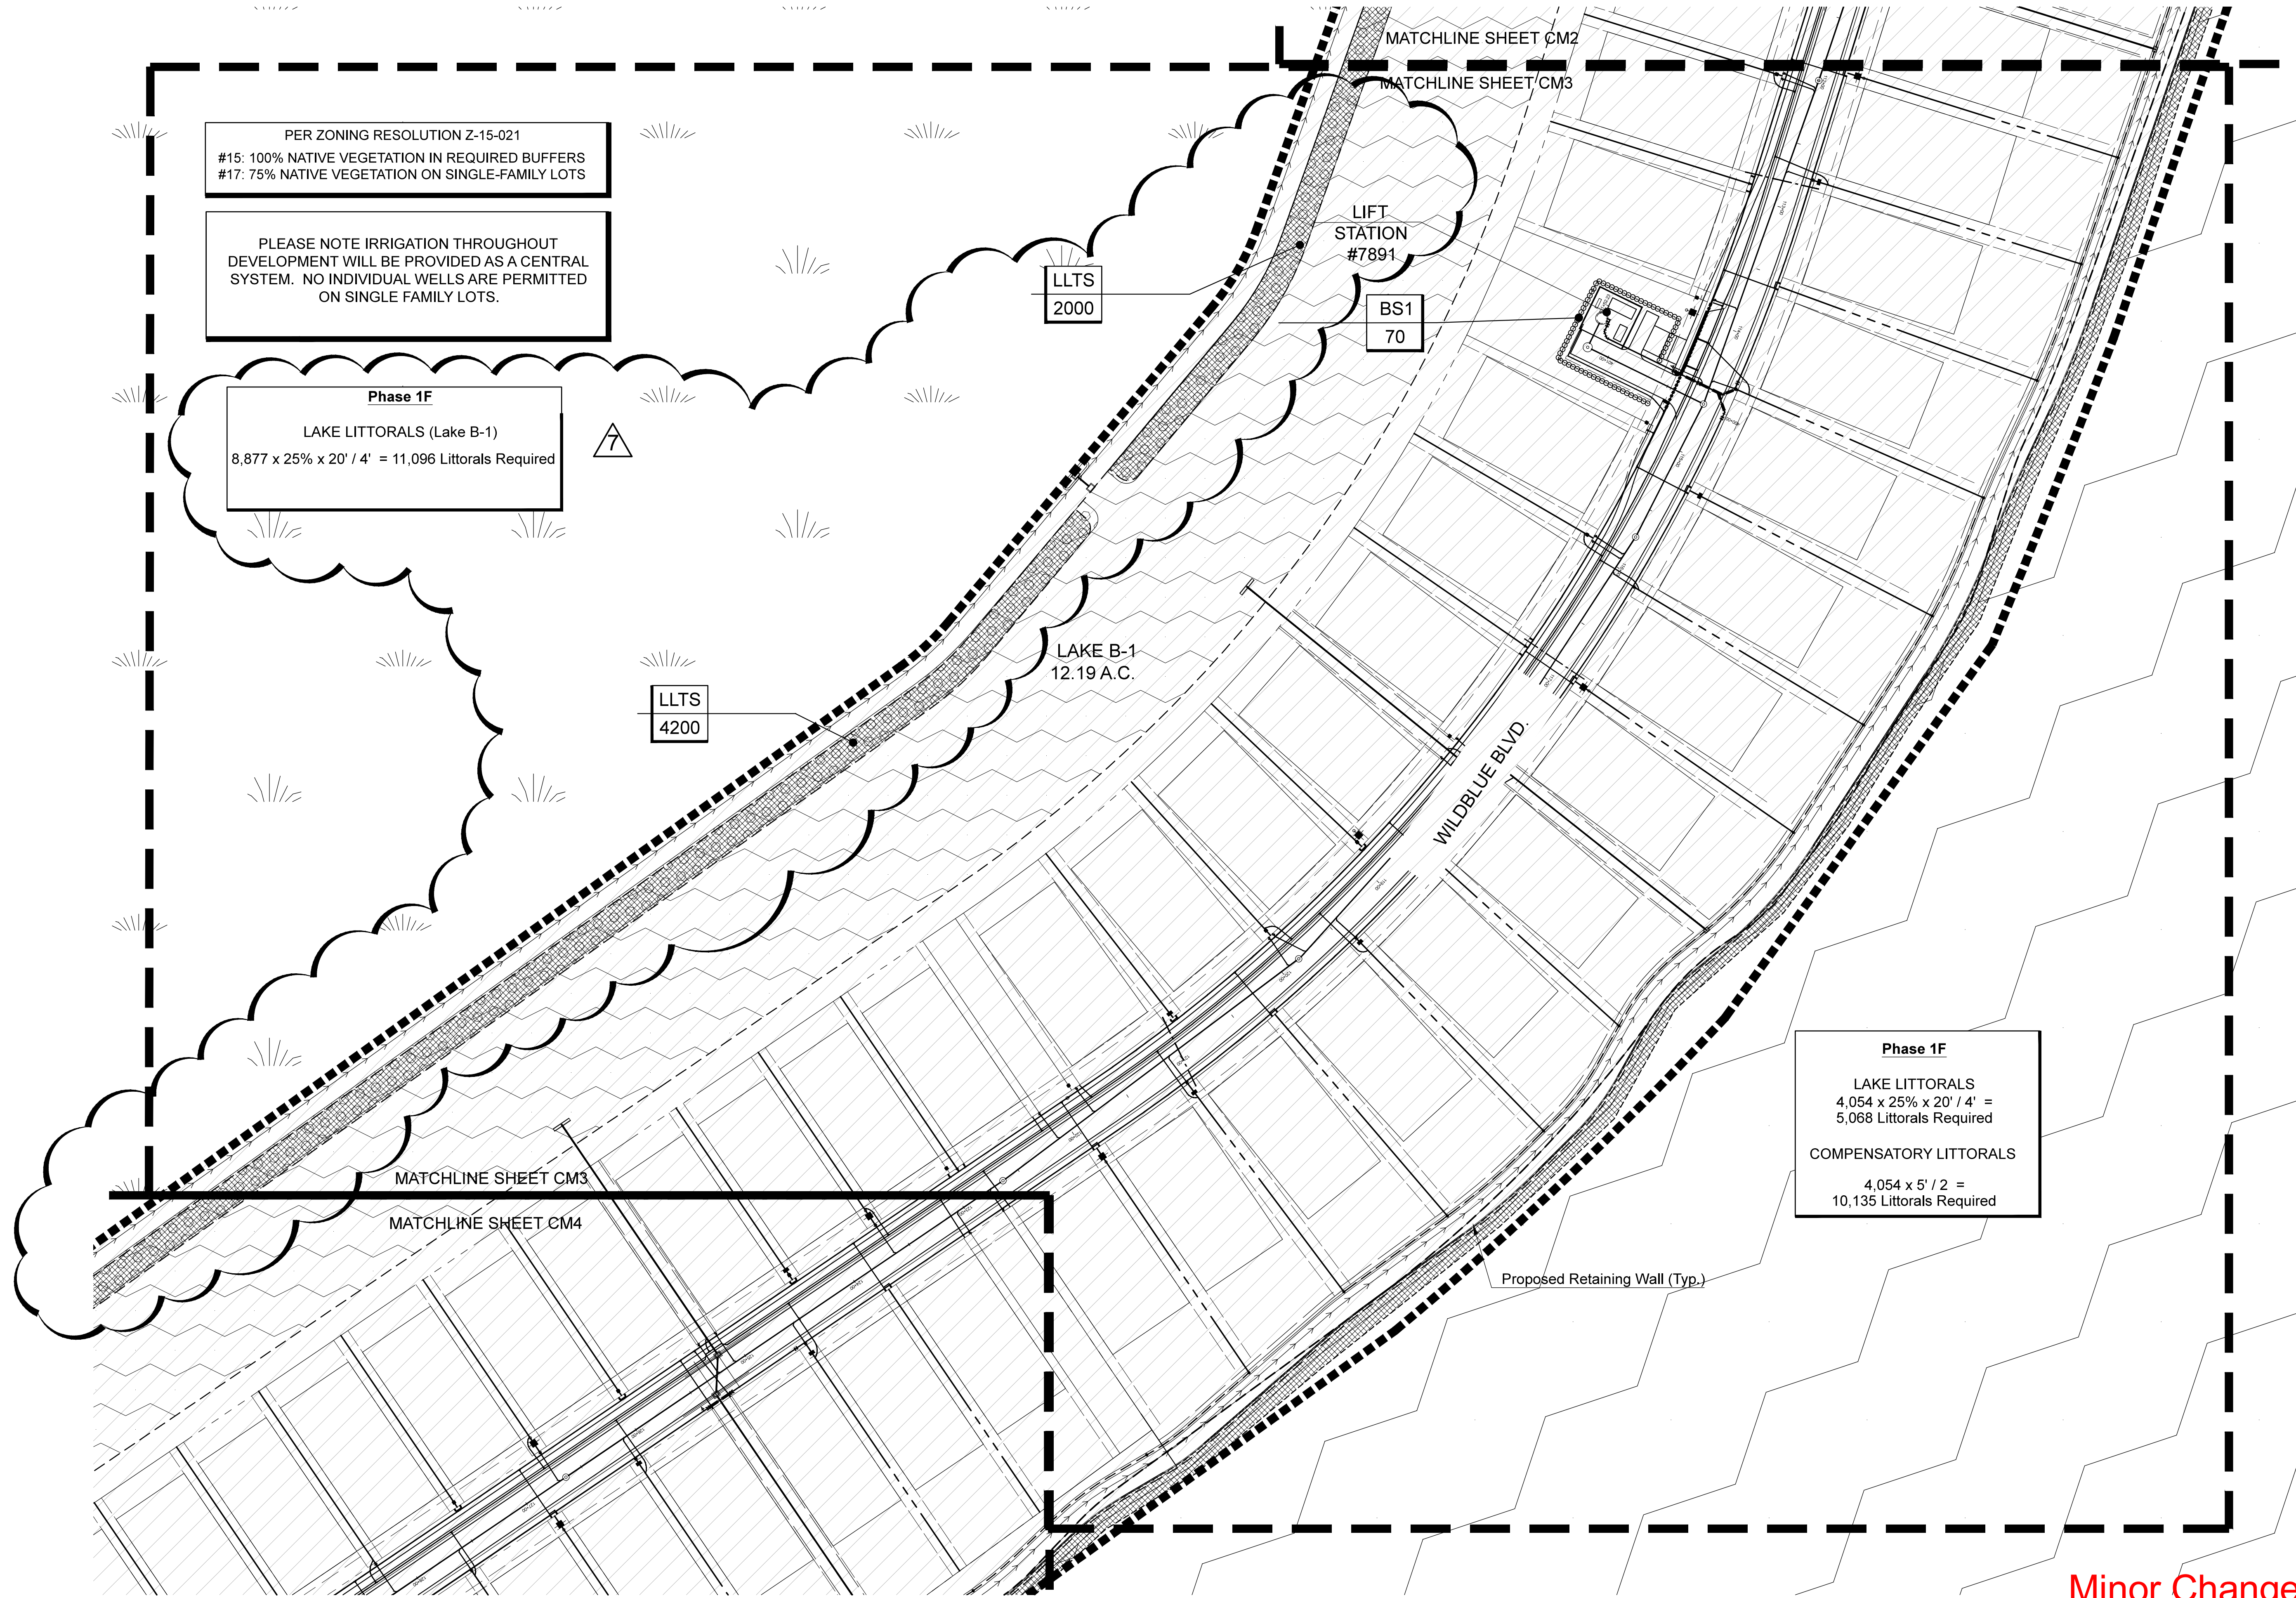 MATCHLINE SHEET CM2
MATCHLINE SHEET CM3
PER ZONING RESOLUTION Z-15-021
#15: 100% NATIVE VEGETATION IN REQUIRED BUFFERS
#17: 75% NATIVE VEGETATION ON SINGLE-FAMILY LOTS
PLEASE NOTE IRRIGATION THROUGHOUT
DEVELOPMENT WILL BE PROVIDED AS A CENTRAL
SYSTEM. NO INDIVIDUAL WELLS ARE PERMITTED
ON SINGLE FAMILY LOTS.
LIFT
STATION
#7891
LLTS
2000
BS1
70
Phase 1F
LAKE LITTORALS (Lake B-1)
8,877 x 25% x 20' / 4' = 11,096 Littorals Required
7
LAKE B-1
12.19 A.C.
LLTS
4200
WILDBLUE BLVD.
Phase 1F
LAKE LITTORALS
4,054 x 25% x 20' / 4' =
5,068 Littorals Required
COMPENSATORY LITTORALS
4,054 x 5' / 2 =
10,135 Littorals Required
MATCHLINE SHEET CM3
MATCHLINE SHEET CM4
Proposed Retaining Wall (Typ.)
Minor Change